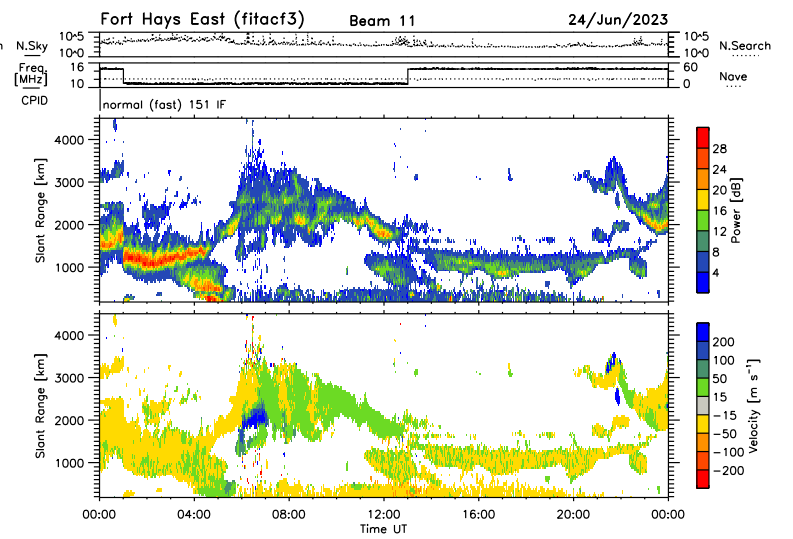 Fort Hays East (fitacf3) Beam 11 24/Jun/2023
N.Sky 10^5 10^0 10^5 10^0 N.Search
Freq. [MHz] 16 10 60 0 Nave
CPID normal (fast) 151 IF
Slant Range [km] 4000 3000 2000 1000
28 24 20 16 12 8 4 Power [dB]
Slant Range [km] 4000 3000 2000 1000
200 100 50 15 -15 -50 -100 -200 Velocity [m s⁻¹]
00:00 04:00 08:00 12:00 16:00 20:00 00:00
Time UT